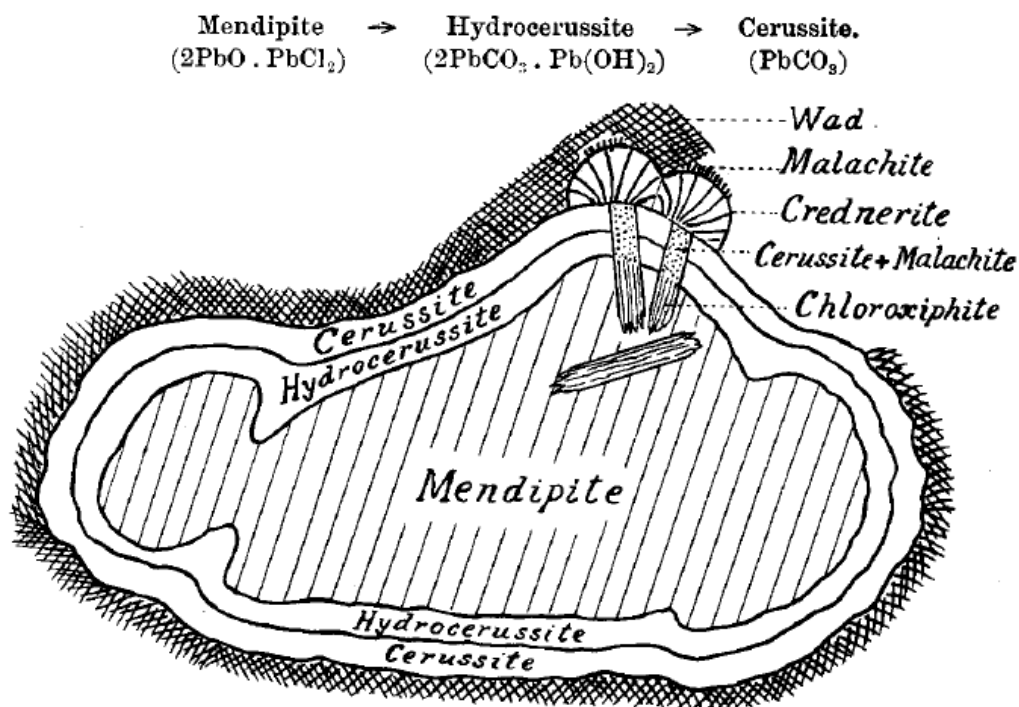 Mendipite → Hydrocerussite → Cerussite.
(2PbO . PbCl₂) (2PbCO₃ . Pb(OH)₂) (PbCO₃)
Wad
Malachite
Crednerite
Cerussite + Malachite
Chloroxiphite
Cerussite
Hydrocerussite
Mendipite
Hydrocerussite
Cerussite